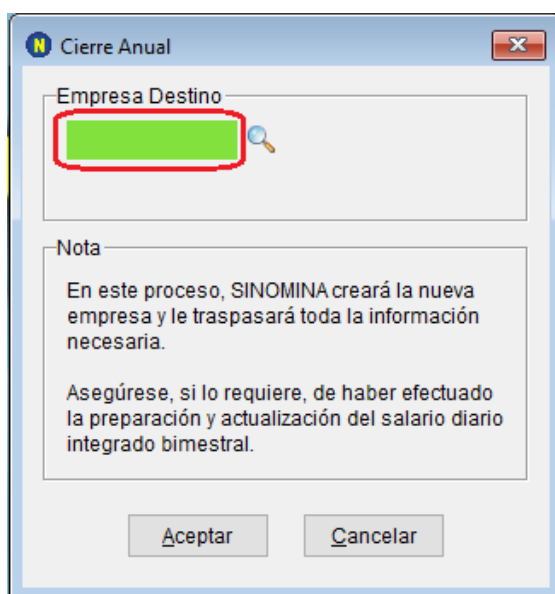 N Cierre Anual
Empresa Destino
Nota
En este proceso, SINOMINA creará la nueva
empresa y le traspasará toda la información
necesaria.
Asegúrese, si lo requiere, de haber efectuado
la preparación y actualización del salario diario
integrado bimestral.
Aceptar Cancelar